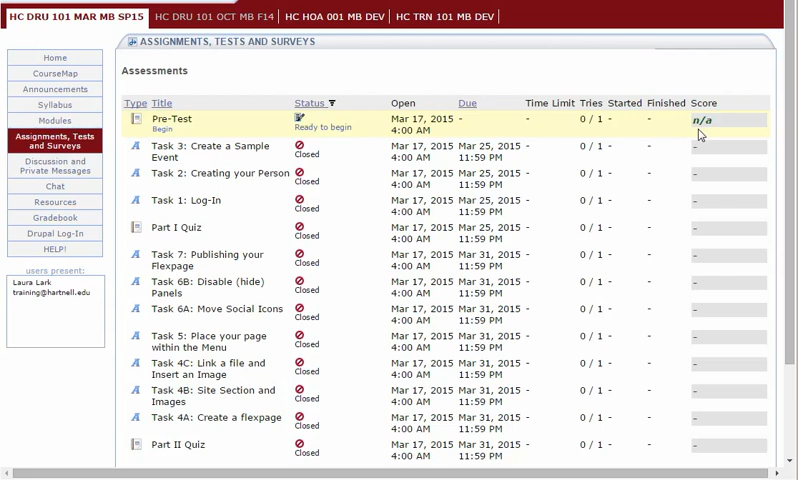 HC DRU 101 MAR MB SP15 HC DRU 101 OCT MB F14 HC HOA 001 MB DEV HC TRN 101 MB DEV
Home
CourseMap
Announcements
Syllabus
Modules
Assignments, Tests
and Surveys
Discussion and
Private Messages
Chat
Resources
Gradebook
Drupal Log-In
HELP!
users present:
Laura Lark
training@hartnell.edu
ASSIGNMENTS, TESTS AND SURVEYS
Assessments
Type Title Status Open Due Time Limit Tries Started Finished Score
Pre-Test Mar 17, 2015 - - 0 / 1 - - n/a
Begin Ready to begin 4:00 AM
A Task 3: Create a Sample Mar 17, 2015 Mar 25, 2015 - 0 / 1 - - -
Event Closed 4:00 AM 11:59 PM
A Task 2: Creating your Person Mar 17, 2015 Mar 25, 2015 - 0 / 1 - - -
Closed 4:00 AM 11:59 PM
A Task 1: Log-In Mar 17, 2015 Mar 25, 2015 - 0 / 1 - - -
Closed 4:00 AM 11:59 PM
Part I Quiz Mar 17, 2015 Mar 25, 2015 - 0 / 1 - - -
Closed 4:00 AM 11:59 PM
A Task 7: Publishing your Mar 17, 2015 Mar 31, 2015 - 0 / 1 - - -
Flexpage Closed 4:00 AM 11:59 PM
A Task 6B: Disable (hide) Mar 17, 2015 Mar 31, 2015 - 0 / 1 - - -
Panels Closed 4:00 AM 11:59 PM
A Task 6A: Move Social Icons Mar 17, 2015 Mar 31, 2015 - 0 / 1 - - -
Closed 4:00 AM 11:59 PM
A Task 5: Place your page Mar 17, 2015 Mar 31, 2015 - 0 / 1 - - -
within the Menu Closed 4:00 AM 11:59 PM
A Task 4C: Link a file and Mar 17, 2015 Mar 31, 2015 - 0 / 1 - - -
Insert an Image Closed 4:00 AM 11:59 PM
A Task 4B: Site Section and Mar 17, 2015 Mar 31, 2015 - 0 / 1 - - -
Images Closed 4:00 AM 11:59 PM
A Task 4A: Create a flexpage Mar 17, 2015 Mar 31, 2015 - 0 / 1 - - -
Closed 4:00 AM 11:59 PM
Part II Quiz Mar 17, 2015 Mar 31, 2015 - 0 / 1 - - -
Closed 4:00 AM 11:59 PM